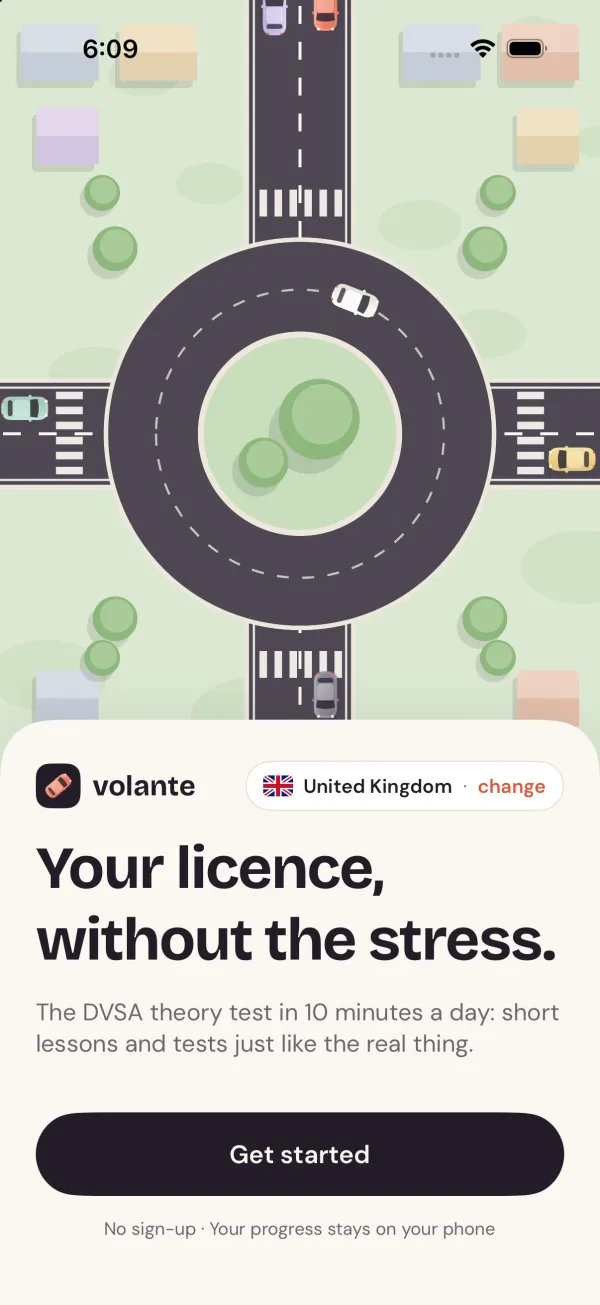 6:09
volante
United Kingdom · change
Your licence,
without the stress.
The DVSA theory test in 10 minutes a day: short
lessons and tests just like the real thing.
Get started
No sign-up · Your progress stays on your phone